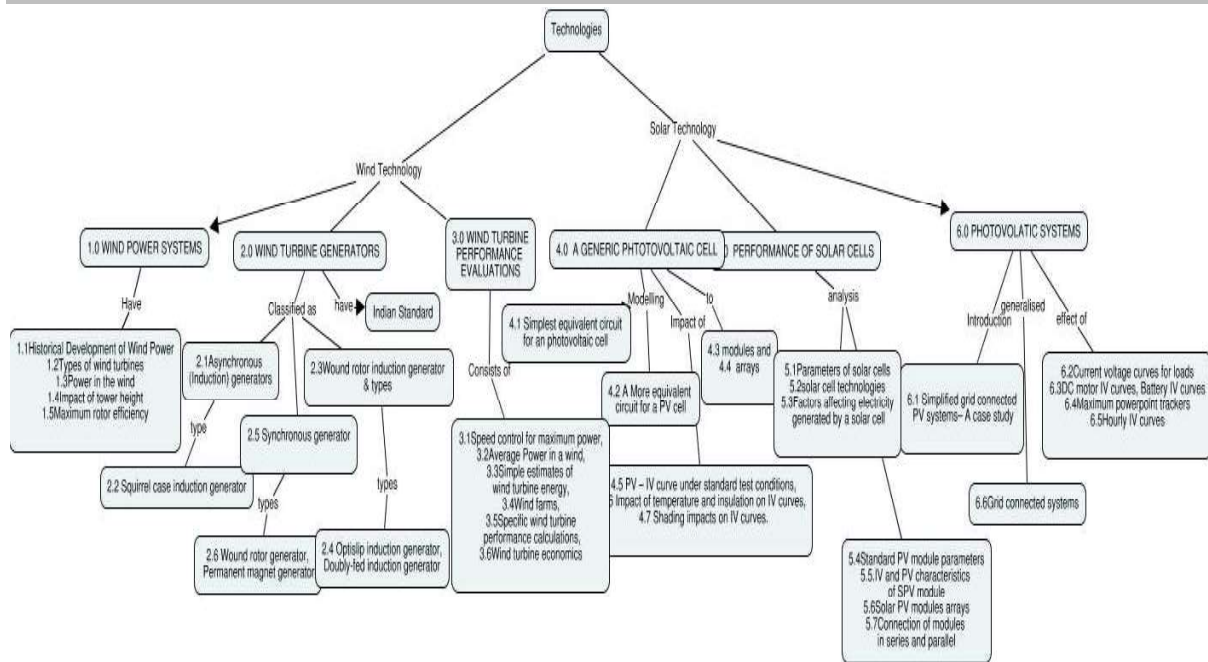 Technologies
Solar Technology
Wind Technology
1.0 WIND POWER SYSTEMS
2.0 WIND TURBINE GENERATORS
3.0 WIND TURBINE
PERFORMANCE
EVALUATIONS
4.0 A GENERIC PHTOTOVOLTAIC CELL
PERFORMANCE OF SOLAR CELLS
6.0 PHOTOVOLATIC SYSTEMS
Have
Classified as
have
Indian Standard
Consists of
Modelling
Impact of
to
analysis
Introduction
generalised
effect of
1.1Historical Development of Wind Power
1.2Types of wind turbines
1.3Power in the wind
1.4Impact of tower height
1.5Maximum rotor efficiency
2.1Asynchronous
(Induction) generators
2.3Wound rotor induction generator
& types
4.1 Simplest equivalent circuit
for an photovoltaic cell
4.2 A More equivalent
circuit for a PV cell
4.3 modules and
4.4 arrays
5.1Parameters of solar cells
5.2solar cell technologies
5.3Factors affecting electricity
generated by a solar cell
6.1 Simplified grid connected
PV systems– A case study
6.2Current voltage curves for loads
6.3DC motor IV curves, Battery IV curves
6.4Maximum powerpoint trackers
6.5Hourly IV curves
type
2.5 Synchronous generator
2.2 Squirrel case induction generator
types
types
2.6 Wound rotor generator,
Permanent magnet generator
2.4 Optislip induction generator,
Doubly-fed induction generator
3.1Speed control for maximum power,
3.2Average Power in a wind,
3.3Simple estimates of
wind turbine energy,
3.4Wind farms,
3.5Specific wind turbine
performance calculations,
3.6Wind turbine economics
4.5 PV – IV curve under standard test conditions,
6 Impact of temperature and insulation on IV curves,
4.7 Shading impacts on IV curves.
6.6Grid connected systems
5.4Standard PV module parameters
5.5.IV and PV characteristics
of SPV module
5.6Solar PV modules arrays
5.7Connection of modules
in series and parallel